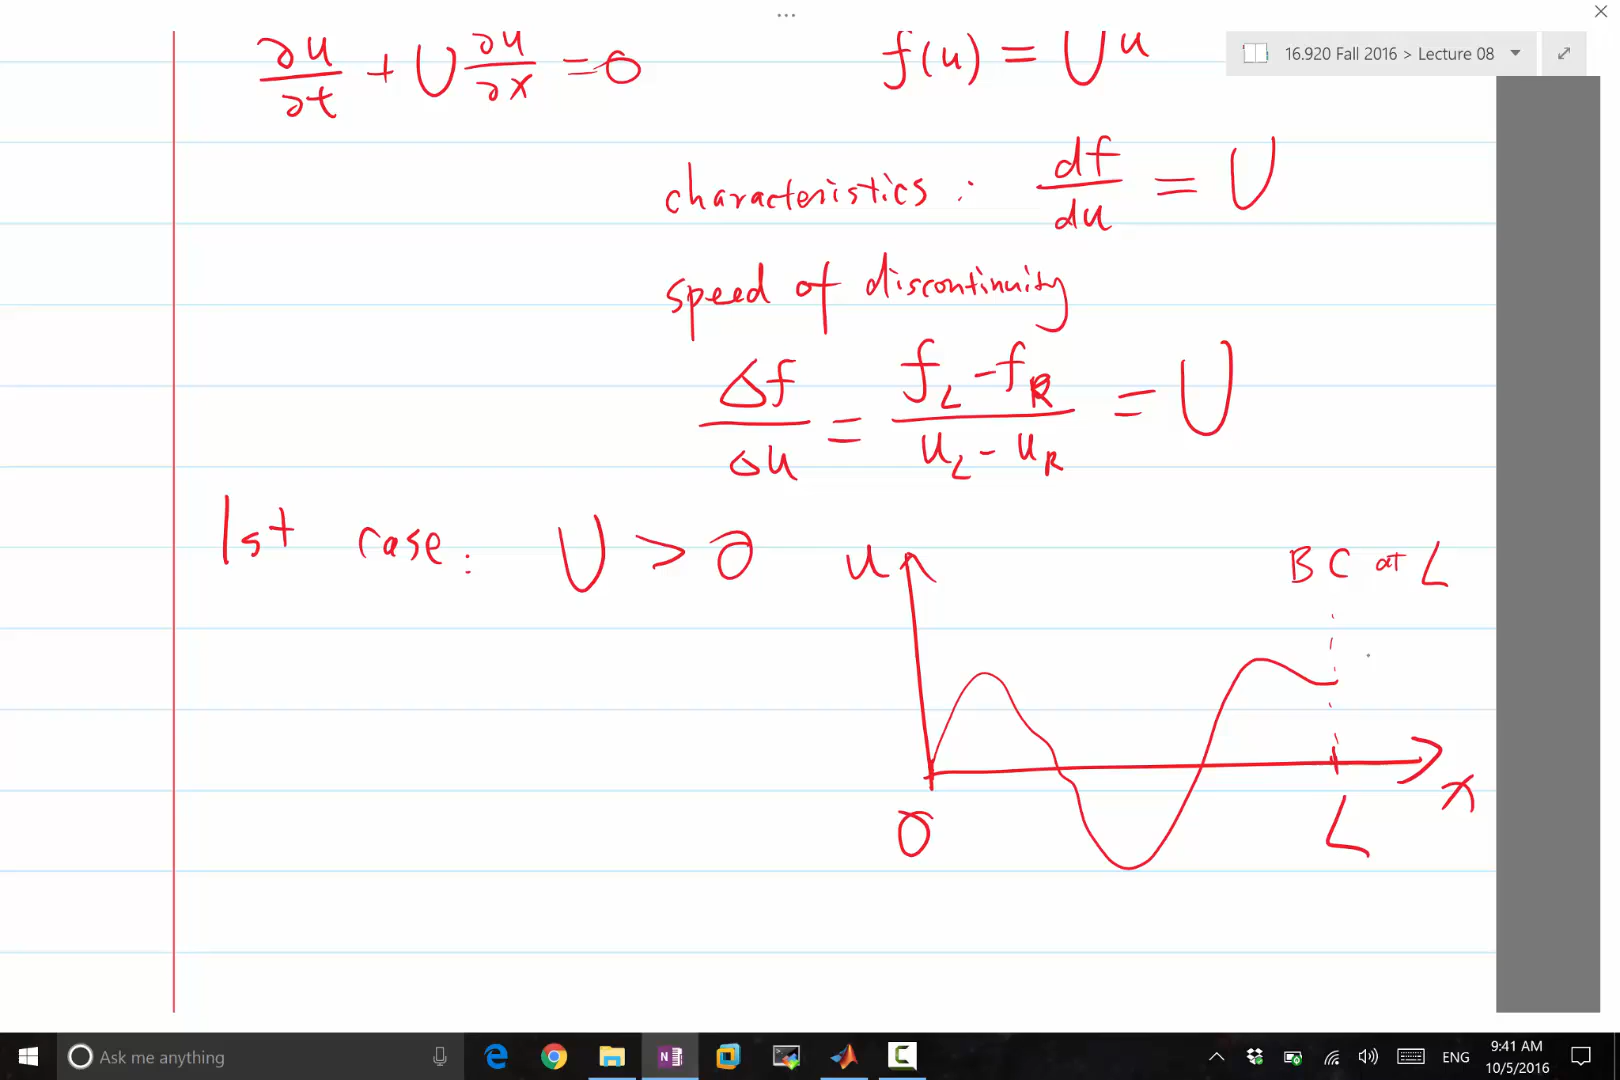 ∂u/∂t + U ∂u/∂x = 0
f(u) = Uu
16.920 Fall 2016 > Lecture 08
characteristics : df/du = U
speed of discontinuity
Δf/Δu = (f_L - f_R)/(u_L - u_R) = U
1st case: U > 0
u
BC at L
x
0
L
Ask me anything
ENG
9:41 AM
10/5/2016